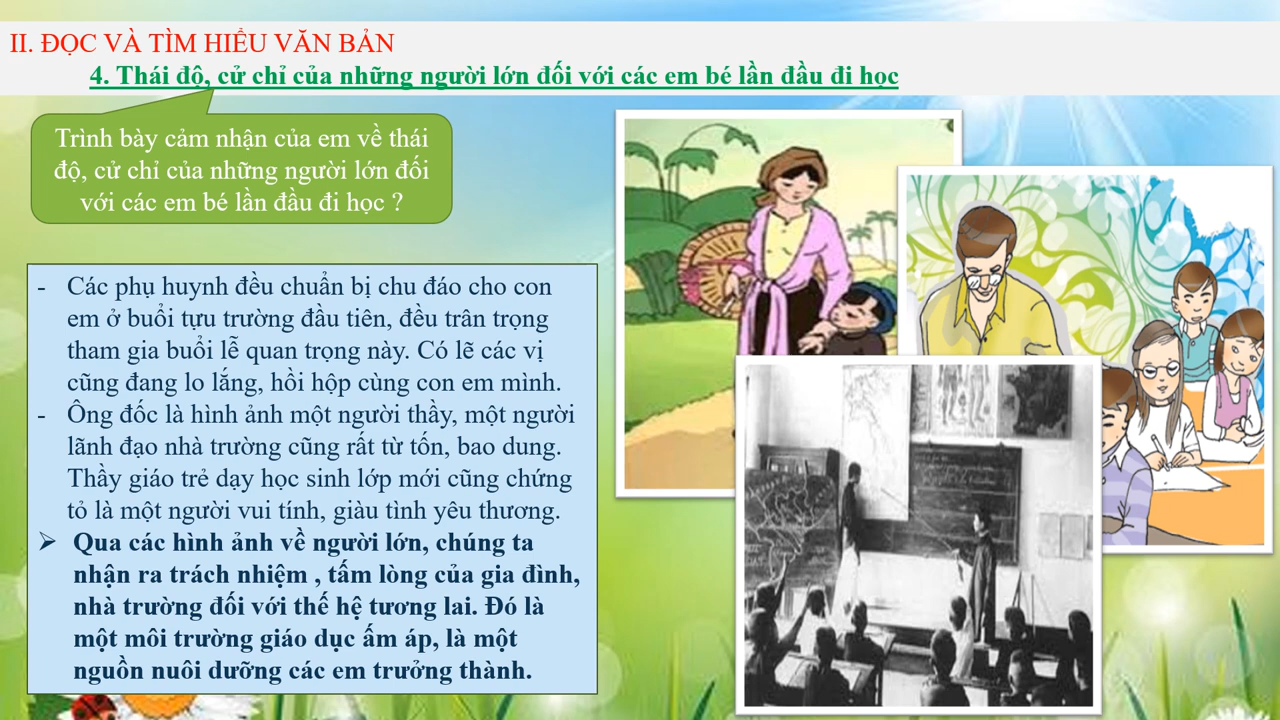 II. ĐỌC VÀ TÌM HIỂU VĂN BẢN
4. Thái độ, cử chỉ của những người lớn đối với các em bé lần đầu đi học
Trình bày cảm nhận của em về thái
độ, cử chỉ của những người lớn đối
với các em bé lần đầu đi học ?
- Các phụ huynh đều chuẩn bị chu đáo cho con
em ở buổi tựu trường đầu tiên, đều trân trọng
tham gia buổi lễ quan trọng này. Có lẽ các vị
cũng đang lo lắng, hồi hộp cùng con em mình.
- Ông đốc là hình ảnh một người thầy, một người
lãnh đạo nhà trường cũng rất từ tốn, bao dung.
Thầy giáo trẻ dạy học sinh lớp mới cũng chứng
tỏ là một người vui tính, giàu tình yêu thương.
➢ Qua các hình ảnh về người lớn, chúng ta
nhận ra trách nhiệm , tấm lòng của gia đình,
nhà trường đối với thế hệ tương lai. Đó là
một môi trường giáo dục ấm áp, là một
nguồn nuôi dưỡng các em trưởng thành.